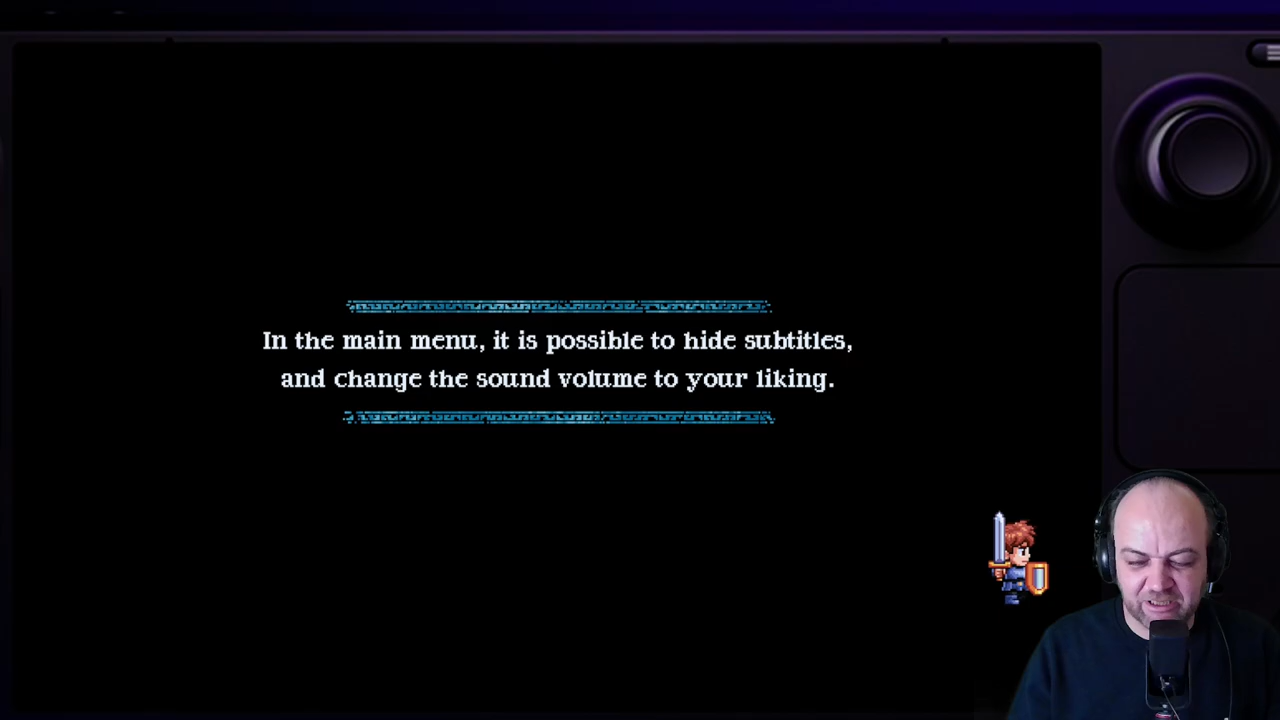 In the main menu, it is possible to hide subtitles,
and change the sound volume to your liking.